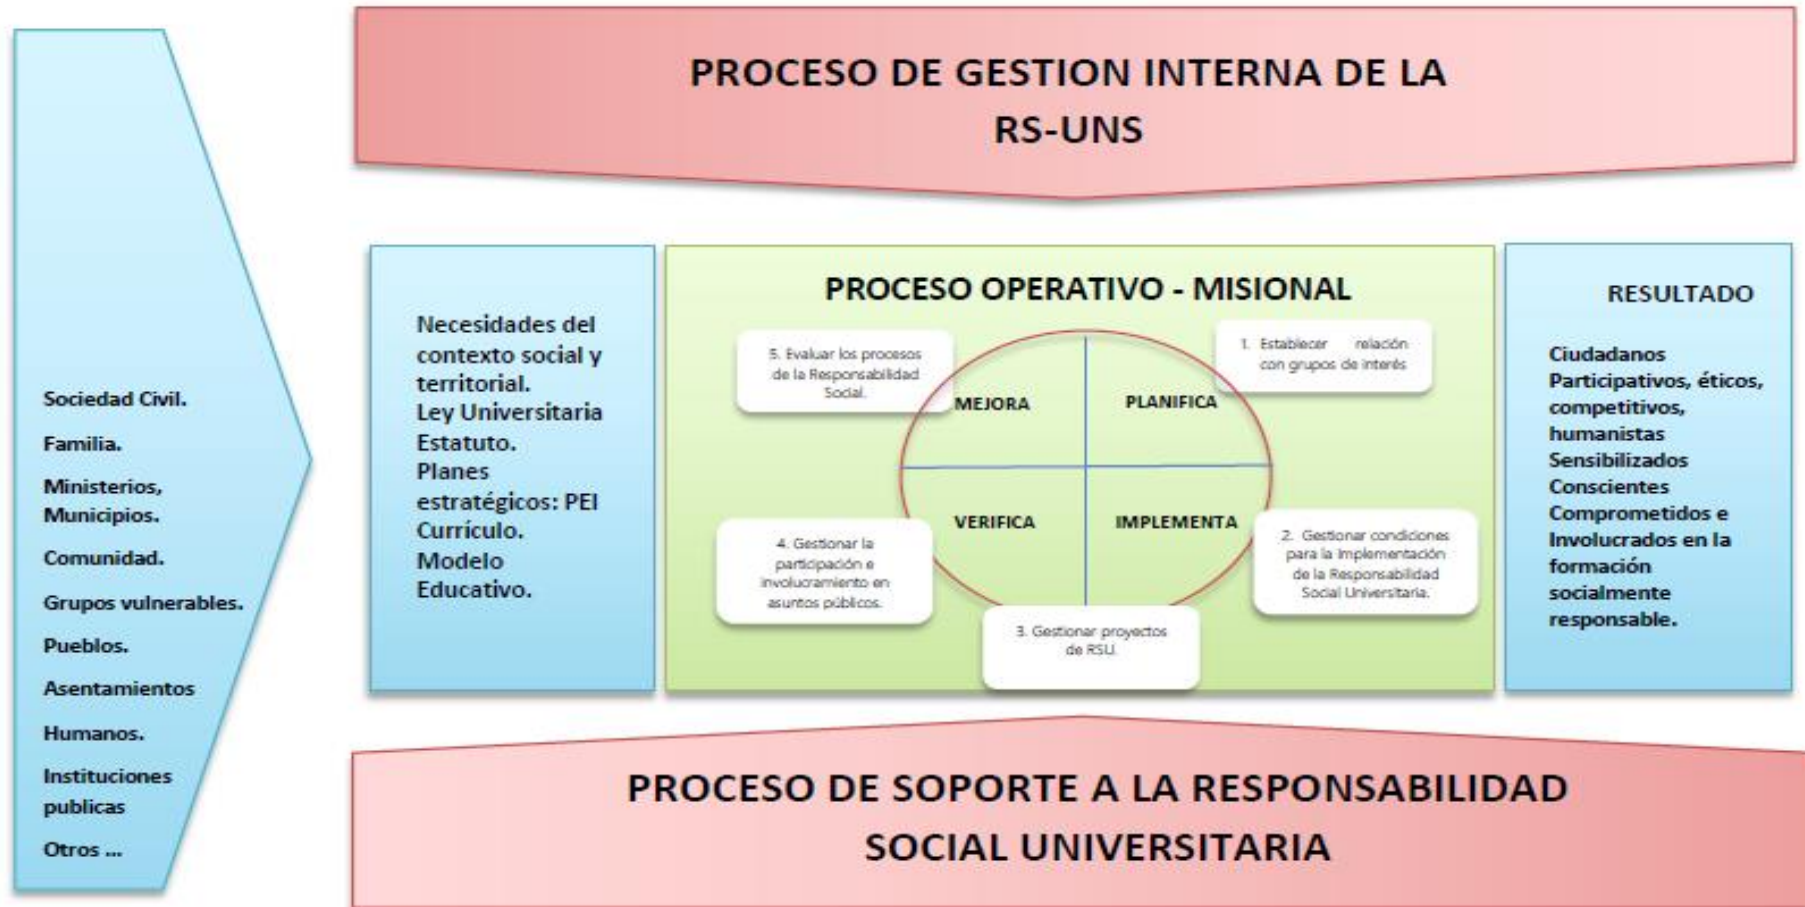 PROCESO DE GESTION INTERNA DE LA
RS-UNS
Sociedad Civil.
Familia.
Ministerios,
Municipios.
Comunidad.
Grupos vulnerables.
Pueblos.
Asentamientos
Humanos.
Instituciones
publicas
Otros ...
Necesidades del
contexto social y
territorial.
Ley Universitaria
Estatuto.
Planes
estratégicos: PEI
Currículo.
Modelo
Educativo.
PROCESO OPERATIVO - MISIONAL
5. Evaluar los procesos
de la Responsabilidad
Social.
1. Establecer relación
con grupos de interés
MEJORA
PLANIFICA
VERIFICA
IMPLEMENTA
4. Gestionar la
participación e
involucramiento en
asuntos públicos.
2. Gestionar condiciones
para la Implementación
de la Responsabilidad
Social Universitaria.
3. Gestionar proyectos
de RSU.
RESULTADO
Ciudadanos
Participativos, éticos,
competitivos,
humanistas
Sensibilizados
Conscientes
Comprometidos e
Involucrados en la
formación
socialmente
responsable.
PROCESO DE SOPORTE A LA RESPONSABILIDAD
SOCIAL UNIVERSITARIA